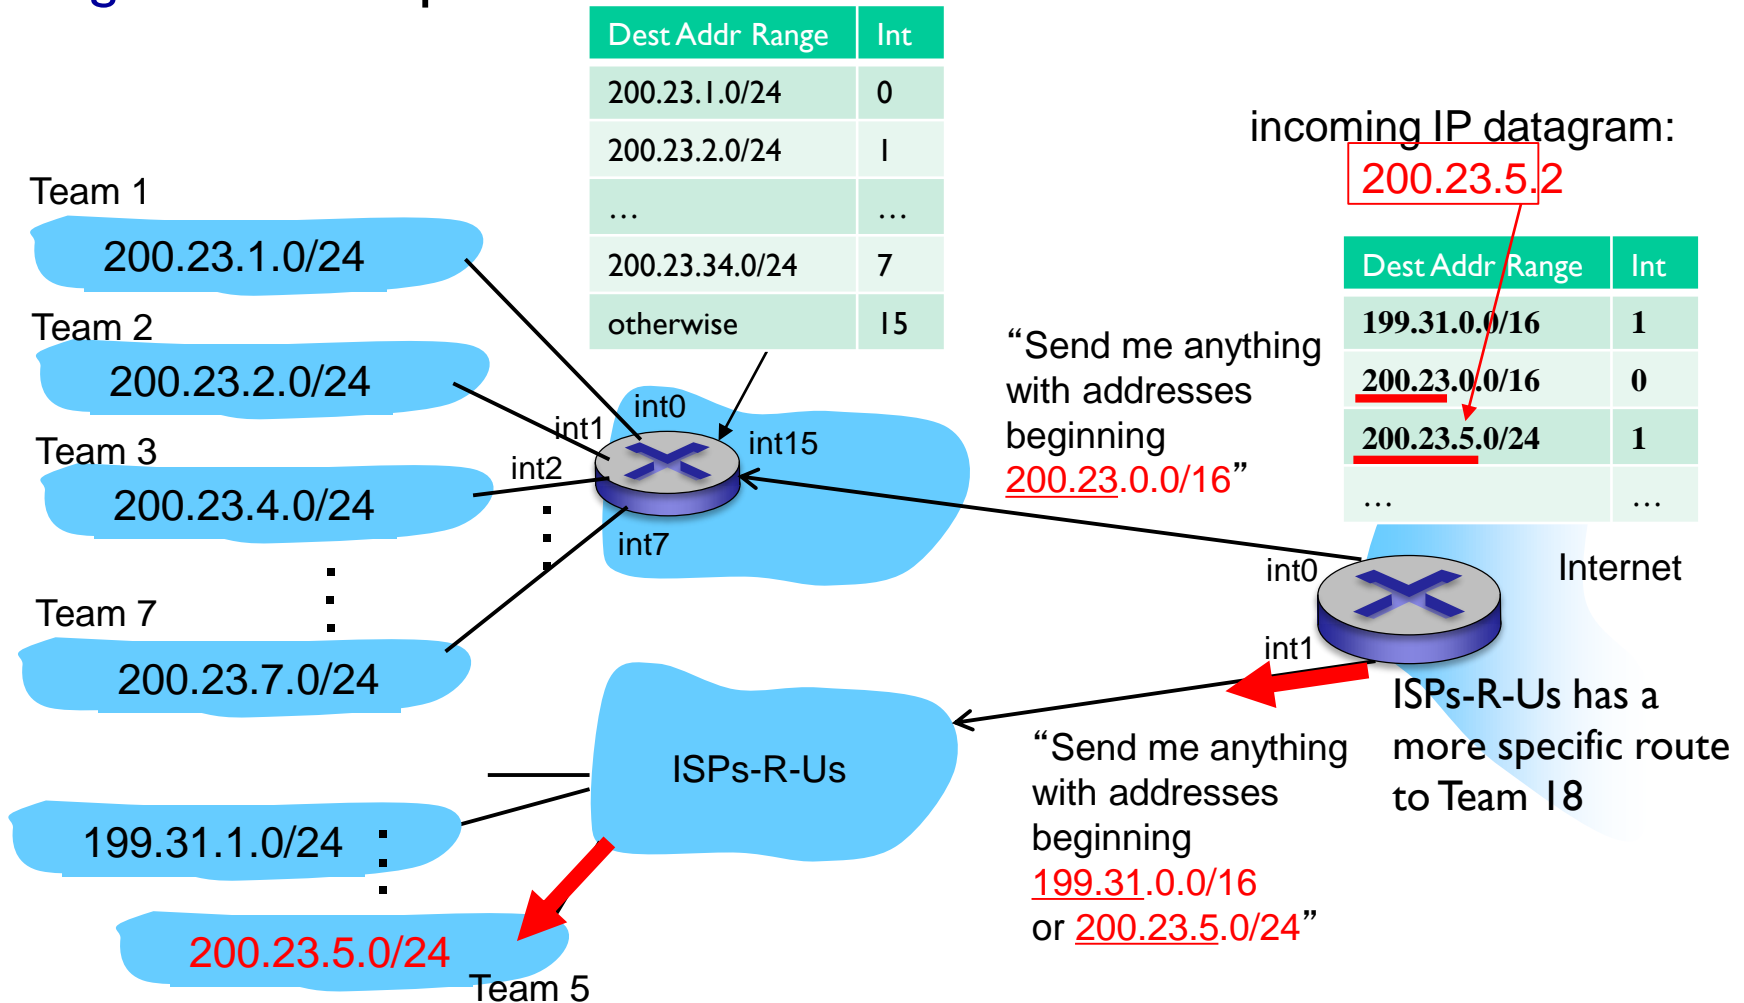 Dest Addr Range Int
200.23.1.0/24 0
200.23.2.0/24 1
… …
200.23.34.0/24 7
otherwise 15
incoming IP datagram:
200.23.5.2
Dest Addr Range Int
199.31.0.0/16 1
200.23.0.0/16 0
200.23.5.0/24 1
… …
Team 1
200.23.1.0/24
Team 2
200.23.2.0/24
Team 3
200.23.4.0/24
Team 7
200.23.7.0/24
int0
int1
int2
int7
int15
“Send me anything
with addresses
beginning
200.23.0.0/16”
int0
int1
Internet
ISPs-R-Us has a
more specific route
to Team 18
ISPs-R-Us
“Send me anything
with addresses
beginning
199.31.0.0/16
or 200.23.5.0/24”
199.31.1.0/24
200.23.5.0/24
Team 5